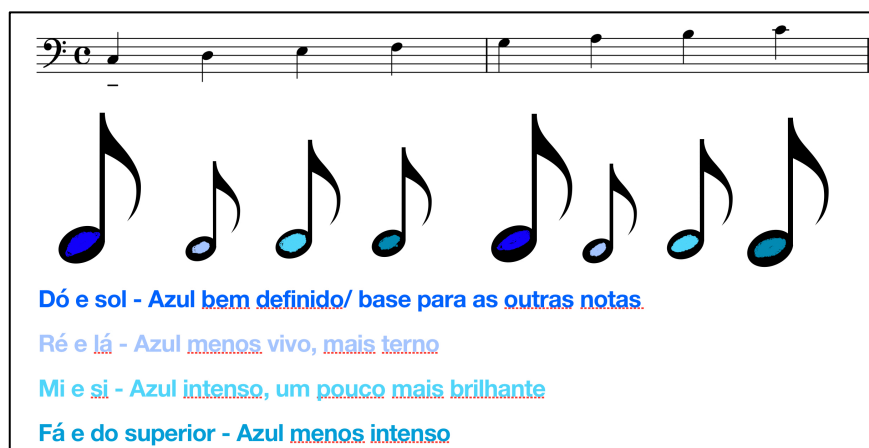 Dó e sol - Azul bem definido/ base para as outras notas
Ré e lá - Azul menos vivo, mais terno
Mi e si - Azul intenso, um pouco mais brilhante
Fá e do superior - Azul menos intenso